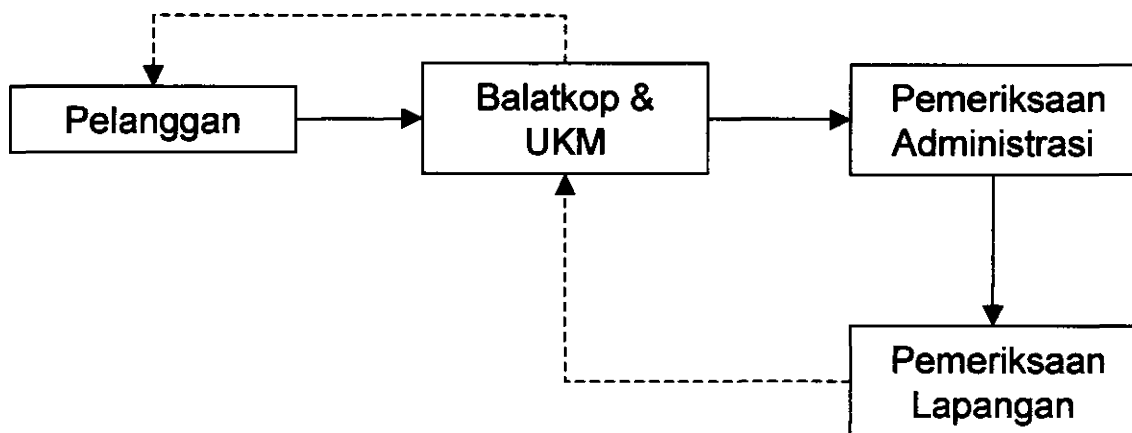 Pelanggan
Balatkop &
UKM
Pemeriksaan
Administrasi
Pemeriksaan
Lapangan